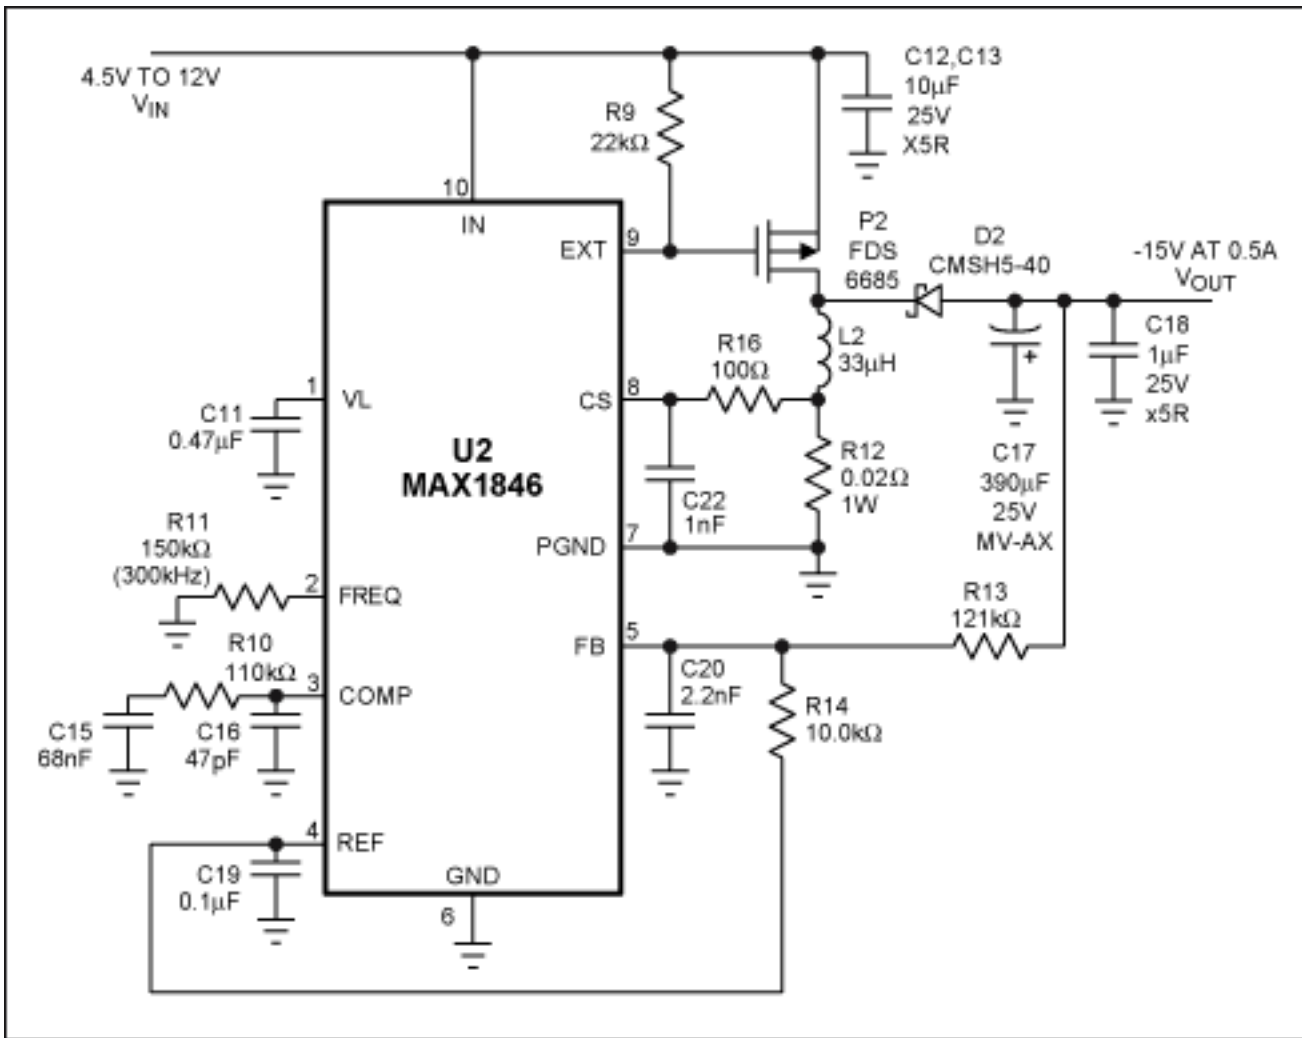 4.5V TO 12V
VIN
C12,C13
10μF
25V
X5R
R9
22kΩ
10
IN
EXT
9
P2
FDS
6685
D2
CMSH5-40
-15V AT 0.5A
VOUT
L2
33μH
C18
1μF
25V
x5R
+
R16
100Ω
1
VL
CS
8
C11
0.47μF
U2
MAX1846
R12
0.02Ω
1W
C17
390μF
25V
MV-AX
C22
1nF
R11
150kΩ
(300kHz)
PGND
7
2
FREQ
R13
121kΩ
FB
5
R10
110kΩ
3
COMP
C20
2.2nF
R14
10.0kΩ
C15
68nF
C16
47pF
4
REF
C19
0.1μF
GND
6